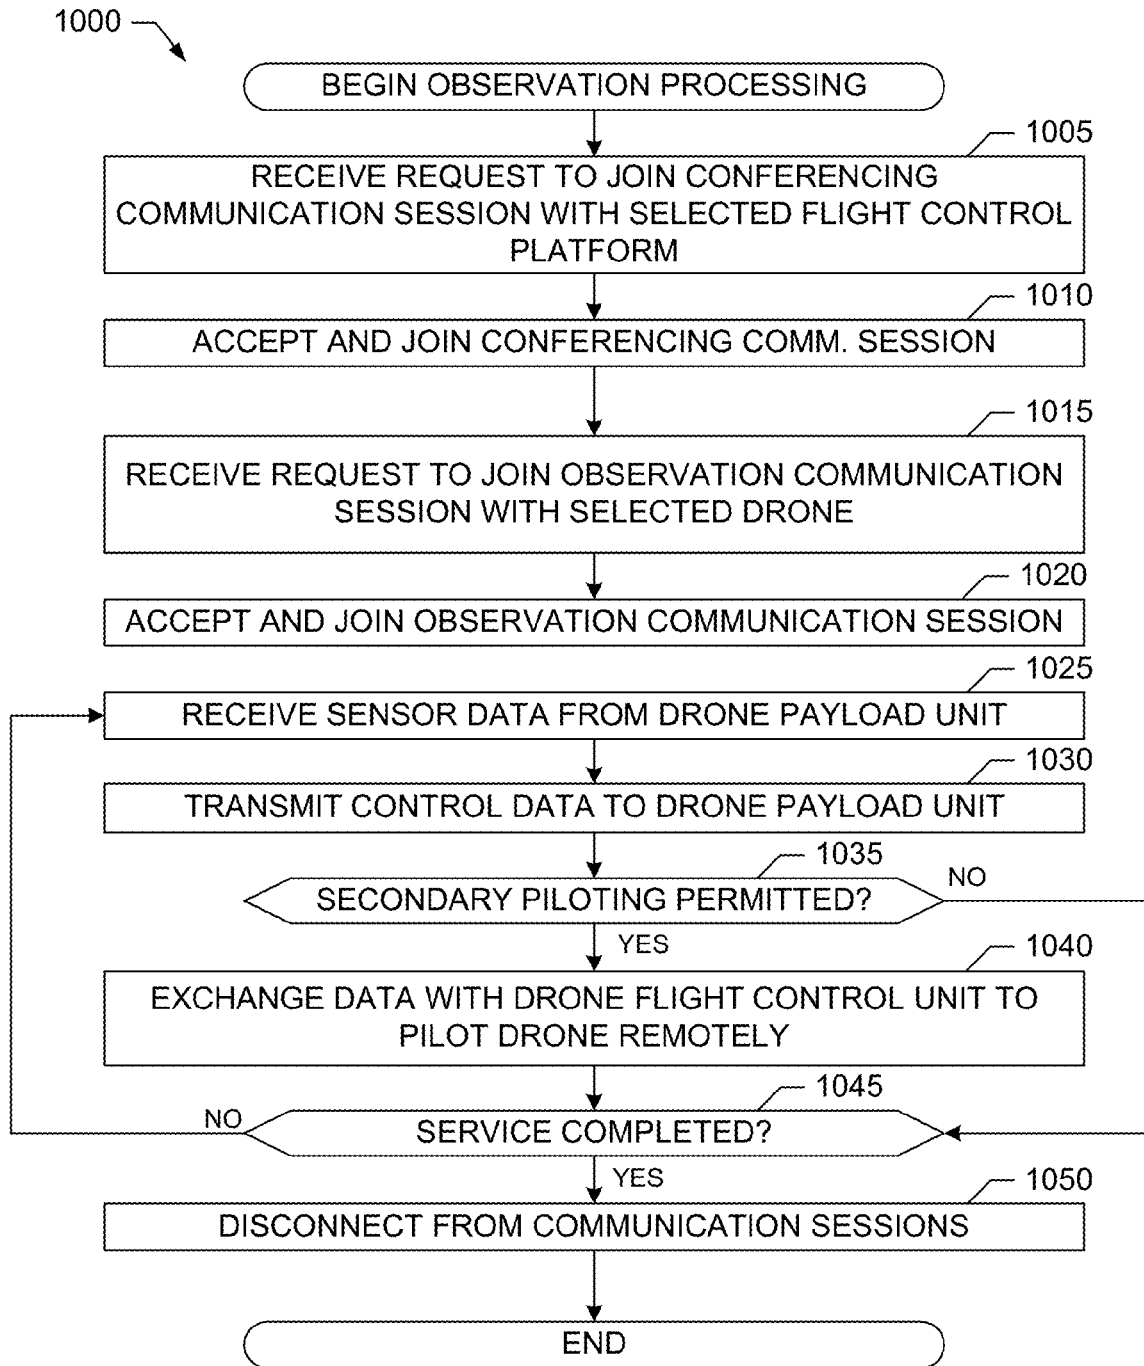 1000
BEGIN OBSERVATION PROCESSING
1005
RECEIVE REQUEST TO JOIN CONFERENCING
COMMUNICATION SESSION WITH SELECTED FLIGHT CONTROL
PLATFORM
1010
ACCEPT AND JOIN CONFERENCING COMM. SESSION
1015
RECEIVE REQUEST TO JOIN OBSERVATION COMMUNICATION
SESSION WITH SELECTED DRONE
1020
ACCEPT AND JOIN OBSERVATION COMMUNICATION SESSION
1025
RECEIVE SENSOR DATA FROM DRONE PAYLOAD UNIT
1030
TRANSMIT CONTROL DATA TO DRONE PAYLOAD UNIT
1035
SECONDARY PILOTING PERMITTED?
NO
YES
1040
EXCHANGE DATA WITH DRONE FLIGHT CONTROL UNIT TO
PILOT DRONE REMOTELY
1045
NO
SERVICE COMPLETED?
YES
1050
DISCONNECT FROM COMMUNICATION SESSIONS
END